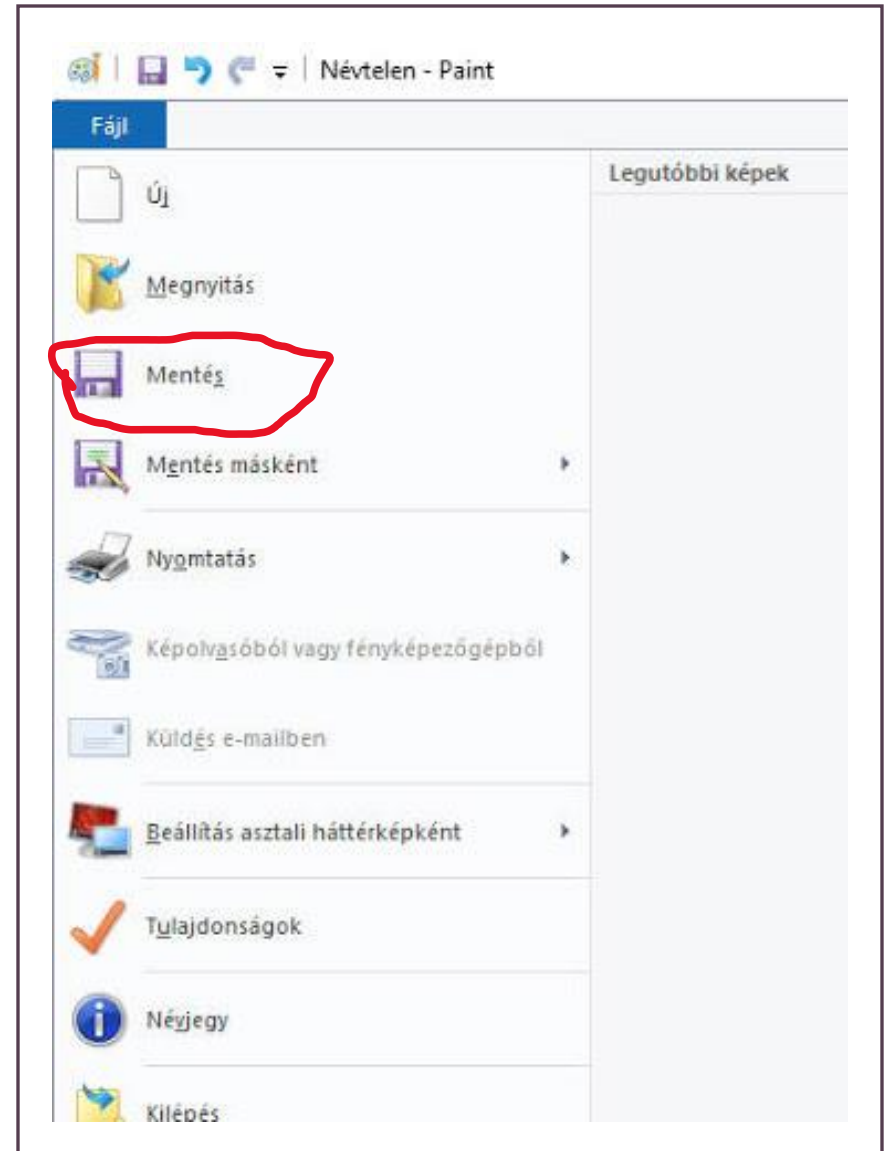 Névtelen - Paint
Fájl
Legutóbbi képek
Új
Megnyitás
Mentés
Mentés másként
Nyomtatás
Képolvasóból vagy fényképezőgépből
Küldés e-mailben
Beállítás asztali háttérképként
Tulajdonságok
Névjegy
Kilépés